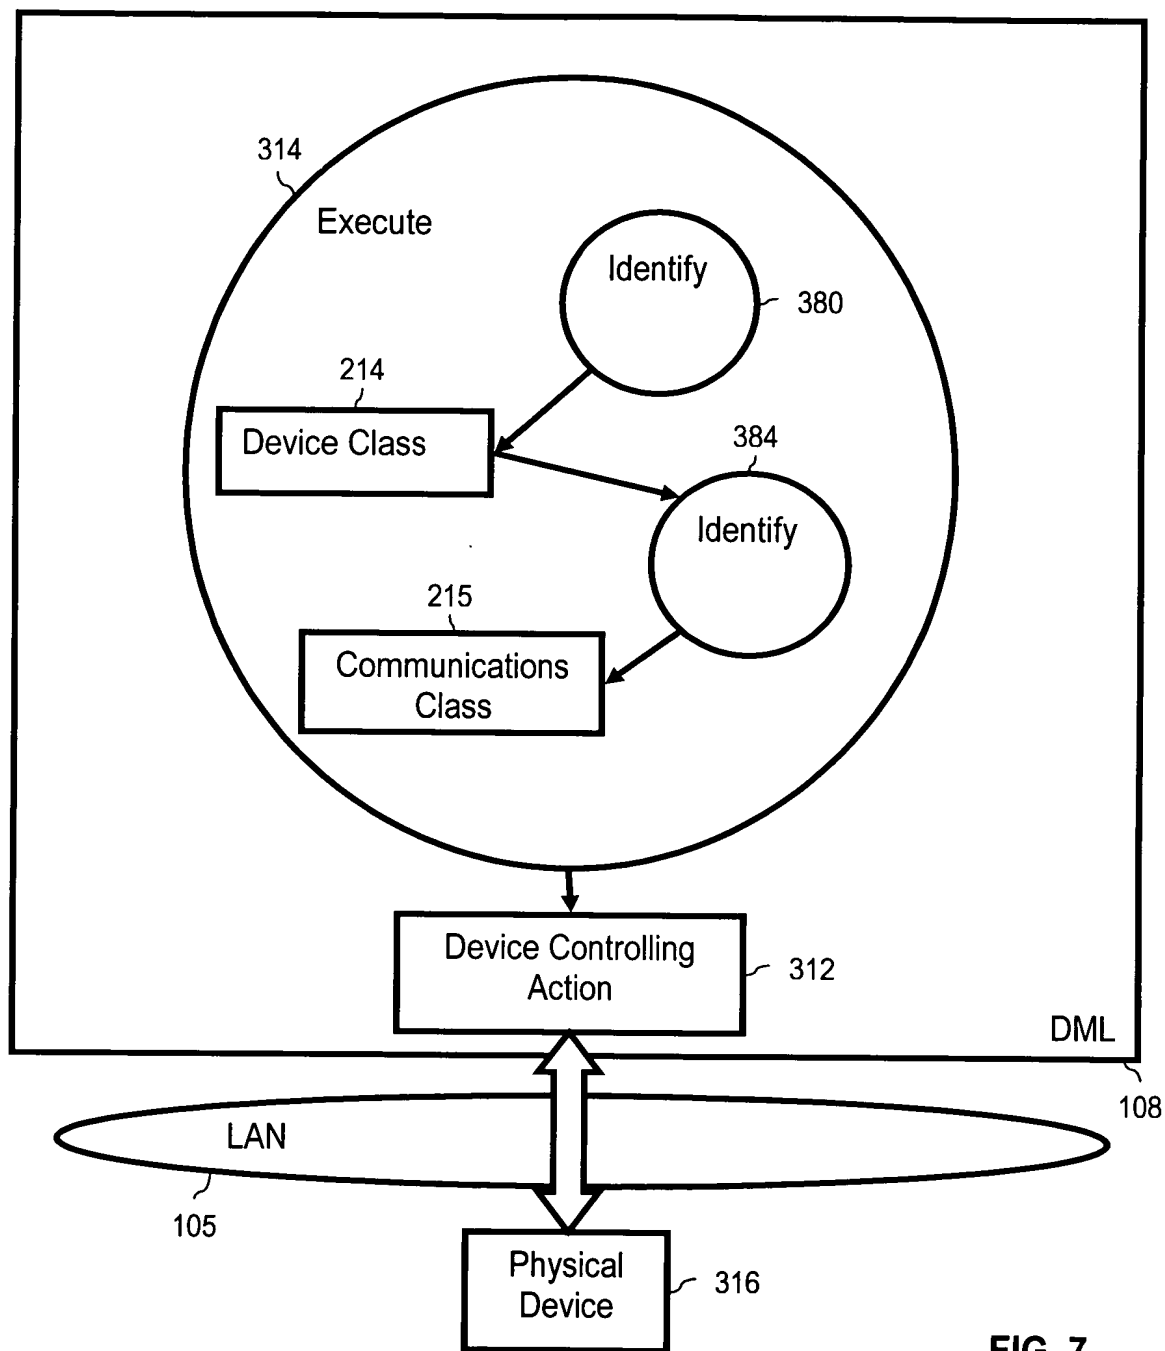 314
Execute
Identify
380
214
Device Class
384
Identify
215
Communications
Class
Device Controlling
Action
312
DML
108
LAN
105
Physical
Device
316
FIG. 7